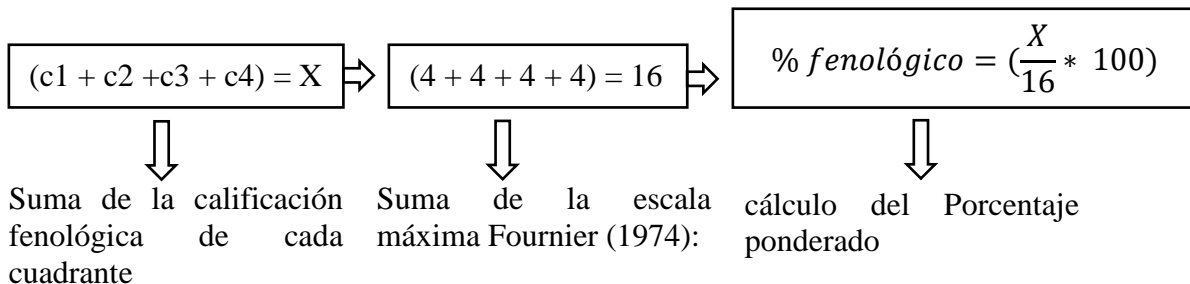 (c1 + c2 +c3 + c4) = X
(4 + 4 + 4 + 4) = 16
% fenológico = (X/16 * 100)
Suma de la calificación
fenológica de cada
cuadrante
Suma de la escala
máxima Fournier (1974):
cálculo del Porcentaje
ponderado